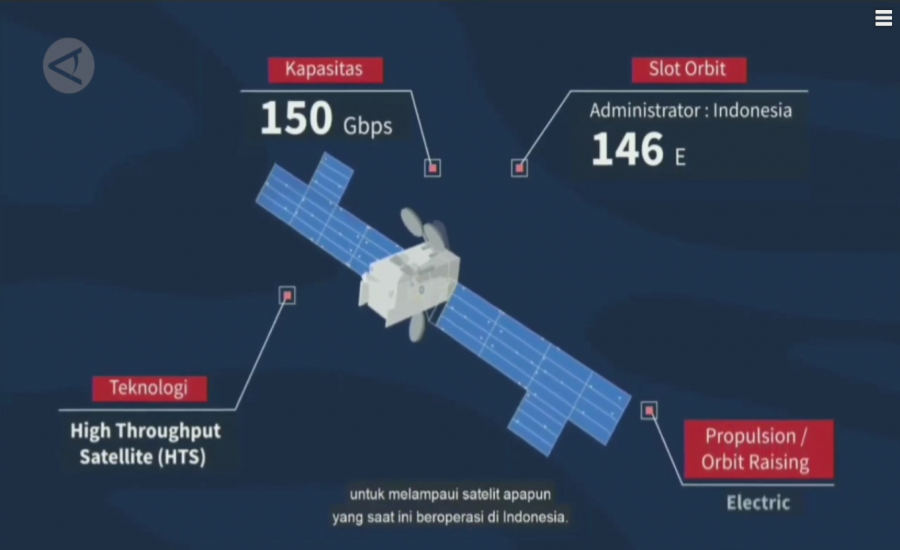 Kapasitas
150 Gbps
Slot Orbit
Administrator : Indonesia
146 E
Teknologi
High Throughput
Satellite (HTS)
Propulsion /
Orbit Raising
Electric
untuk melampaui satelit apapun
yang saat ini beroperasi di Indonesia.